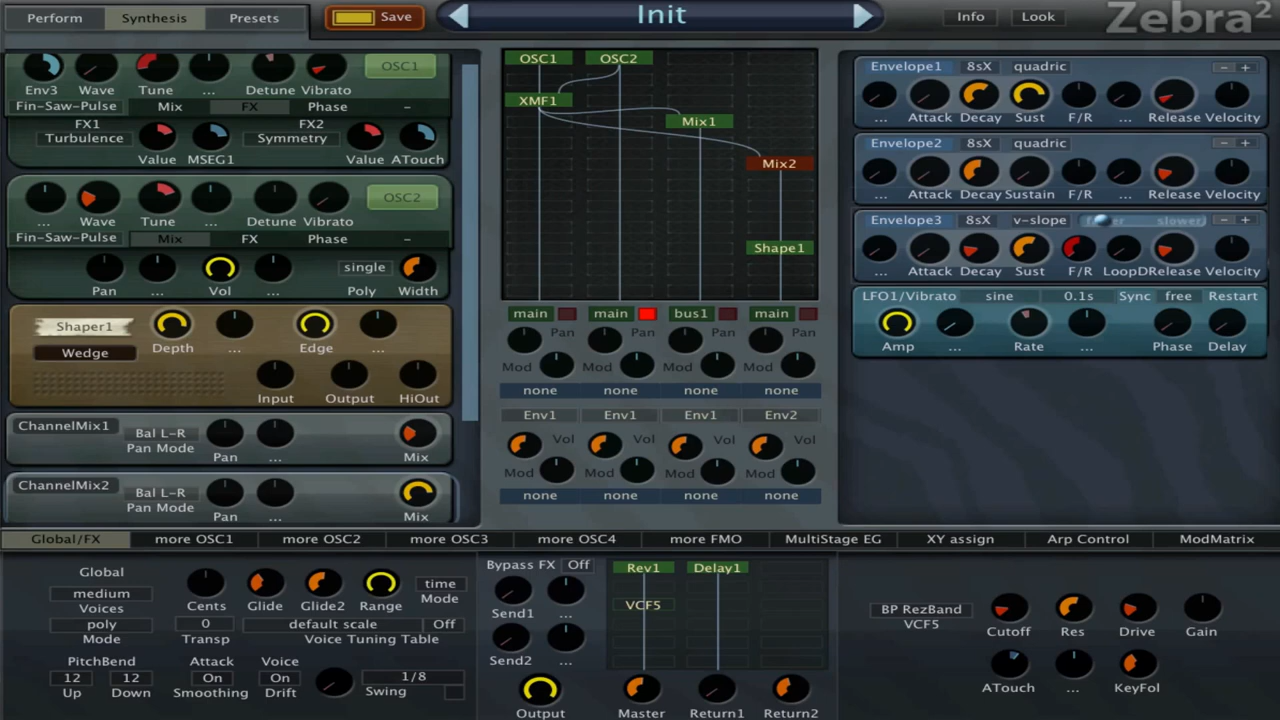 Perform Synthesis Presets Save Init Info Look Zebra2
OSC1
Env3 Wave Tune ... Detune Vibrato
Fin-Saw-Pulse Mix FX Phase -
FX1 FX2
Turbulence Symmetry
Value MSEG1 Value ATouch
OSC2
... Wave Tune ... Detune Vibrato
Fin-Saw-Pulse Mix FX Phase -
single
Pan ... Vol ... Poly Width
Shaper1
Wedge
Depth ... Edge ...
Input Output HiOut
ChannelMix1
Bal L-R
Pan Mode Pan ... Mix
ChannelMix2
Bal L-R
Pan Mode Pan ... Mix
OSC1 OSC2
XMF1
Mix1
Mix2
Shape1
main main bus1 main
Pan Pan Pan Pan
Mod Mod Mod Mod
none none none none
Env1 Env1 Env1 Env2
Vol Vol Vol Vol
Mod Mod Mod Mod
none none none none
Envelope1 8sX quadric - +
... Attack Decay Sust F/R ... Release Velocity
Envelope2 8sX quadric - +
... Attack Decay Sustain F/R ... Release Velocity
Envelope3 8sX v-slope slower - +
... Attack Decay Sust F/R LoopD Release Velocity
LFO1/Vibrato sine 0.1s Sync free Restart
Amp ... Rate ... Phase Delay
Global/FX more OSC1 more OSC2 more OSC3 more OSC4 more FMO MultiStage EG XY assign Arp Control ModMatrix
Global
medium
Voices
poly
Mode
Cents Glide Glide2 Range
time
Mode
0
Transp
default scale Off
Voice Tuning Table
PitchBend
12 12
Up Down
Attack
On
Smoothing
Voice
On
Drift
1/8
Swing
Bypass FX Off
Send1 ...
Send2 ...
Output
Rev1 Delay1
VCF5
Master Return1 Return2
BP RezBand
VCF5
Cutoff Res Drive Gain
ATouch ... KeyFol